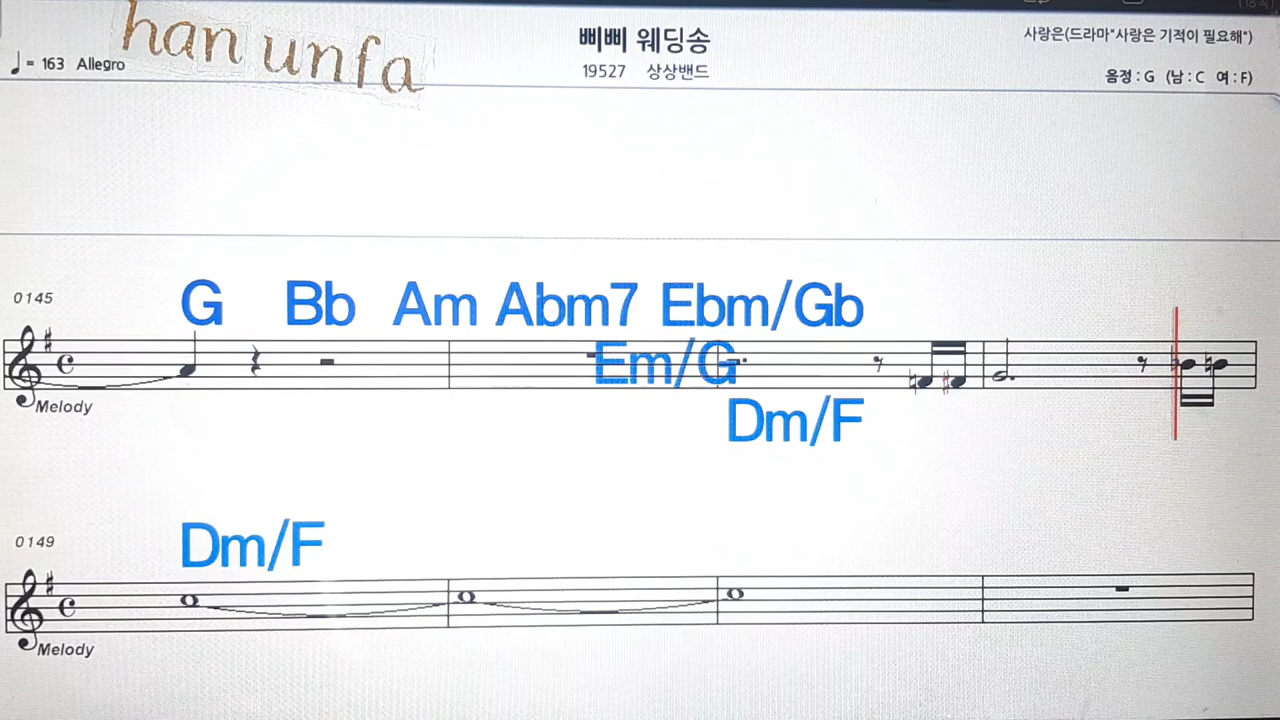 han unfa
삐삐 웨딩송
사랑은(드라마"사랑은 기적이 필요해")
♩= 163 Allegro
19527 상상밴드
음정 : G (남 : C 여 : F)
0145
G Bb Am Abm7 Ebm/Gb
Em/G
Melody
Dm/F
0149
Dm/F
Melody